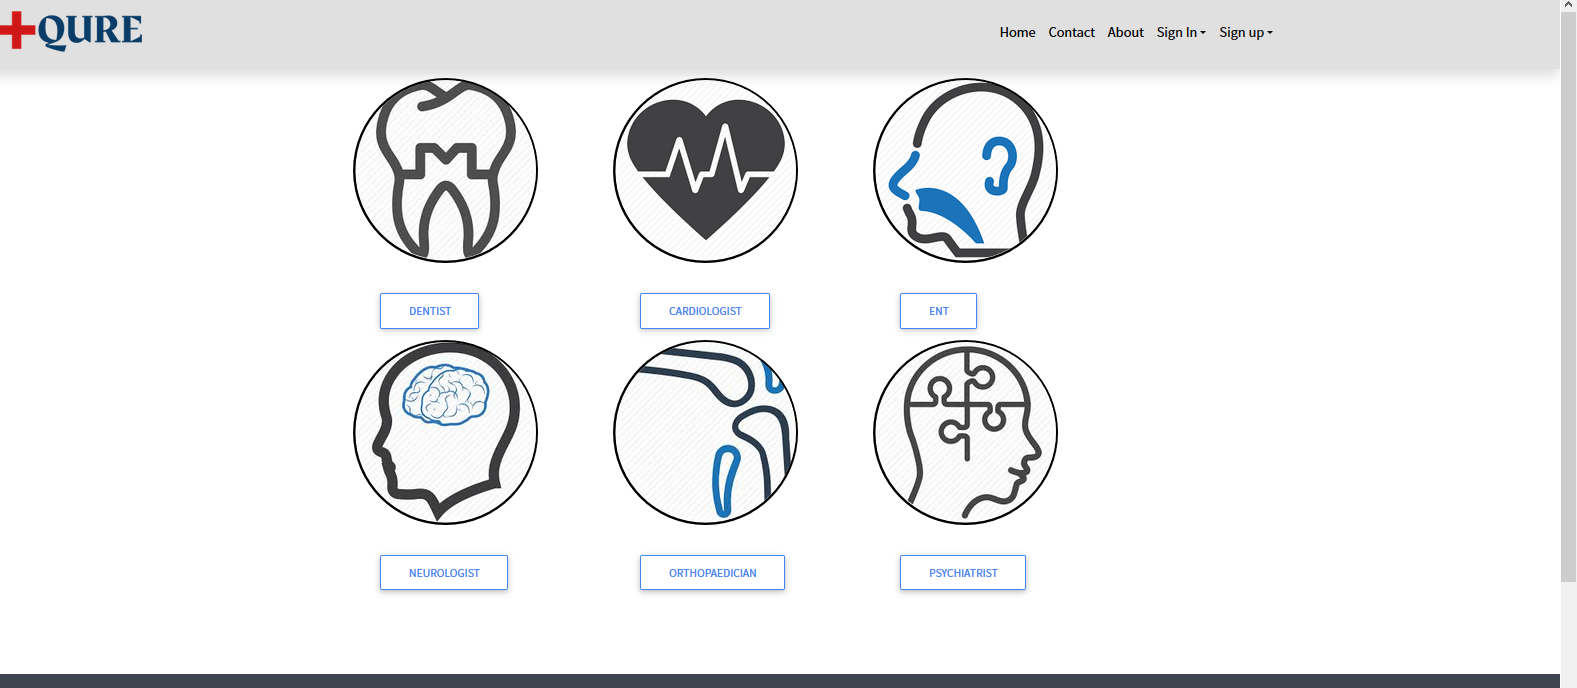 QURE
Home Contact About Sign In Sign up
DENTIST CARDIOLOGIST ENT
NEUROLOGIST ORTHOPAEDICIAN PSYCHIATRIST